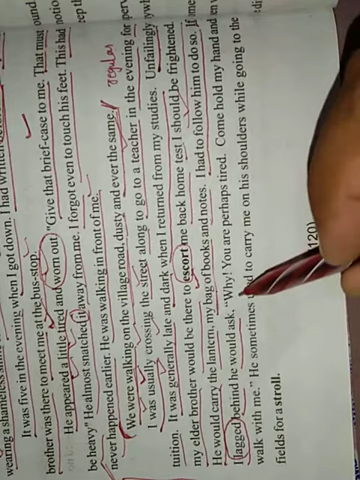 wearing a shameless
It was five in the evening when I got down. I had written
brother was there to meet me at the bus-stop.
He appeared a little tired and worn out. "Give that brief-case to me. That must
be heavy" He almost snatched it away from me. I forgot even to touch his feet. This had
never happened earlier. He was walking in front of me,
We were walking on the village road, dusty and ever the same. regular
I was usually crossing the street along to go to a teacher in the evening for
tuition. It was generally late and dark when I returned from my studies. Unfailingly
my elder brother would be there to escort me back home test I should be frightened.
He would carry the lantern, my bag of books and notes. I had to follow him to do so. If
I lagged behind he would ask, "Why! You are perhaps tired. Come hold my hand and
walk with me." He sometimes to carry me on his shoulders while going to the
fields for a stroll.
120)